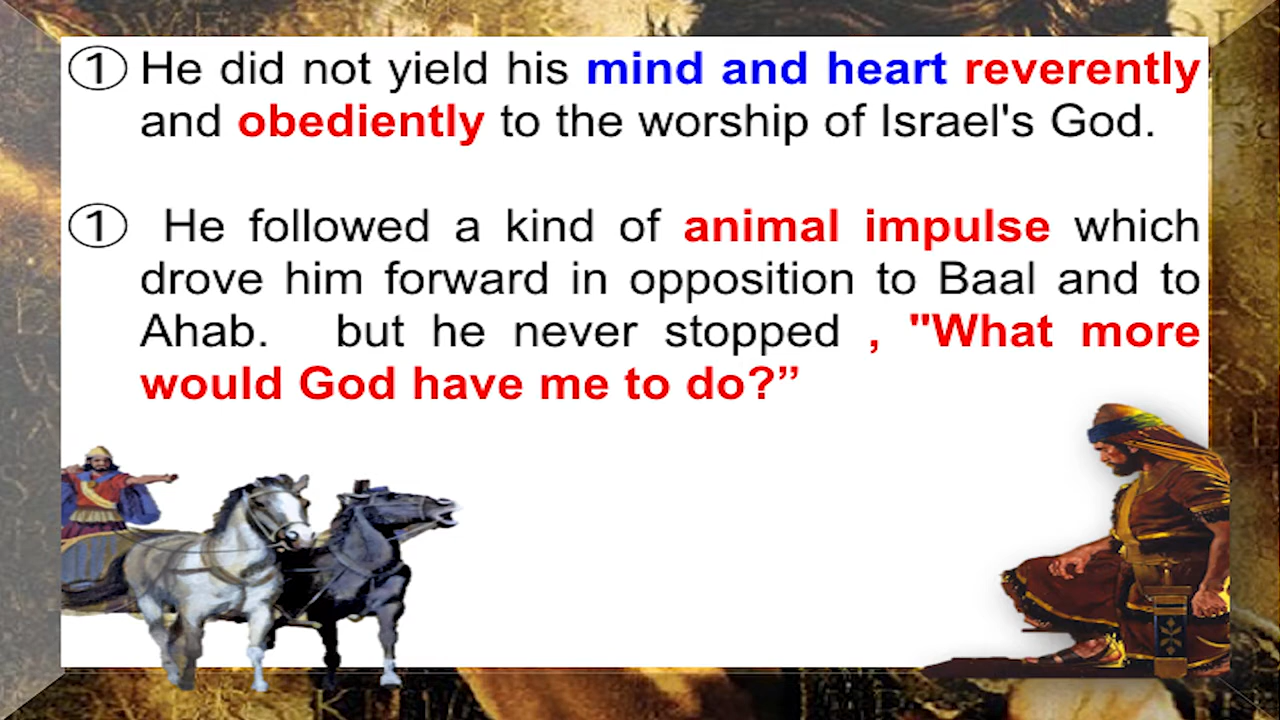 ① He did not yield his mind and heart reverently
and obediently to the worship of Israel's God.
① He followed a kind of animal impulse which
drove him forward in opposition to Baal and to
Ahab. but he never stopped , "What more
would God have me to do?”